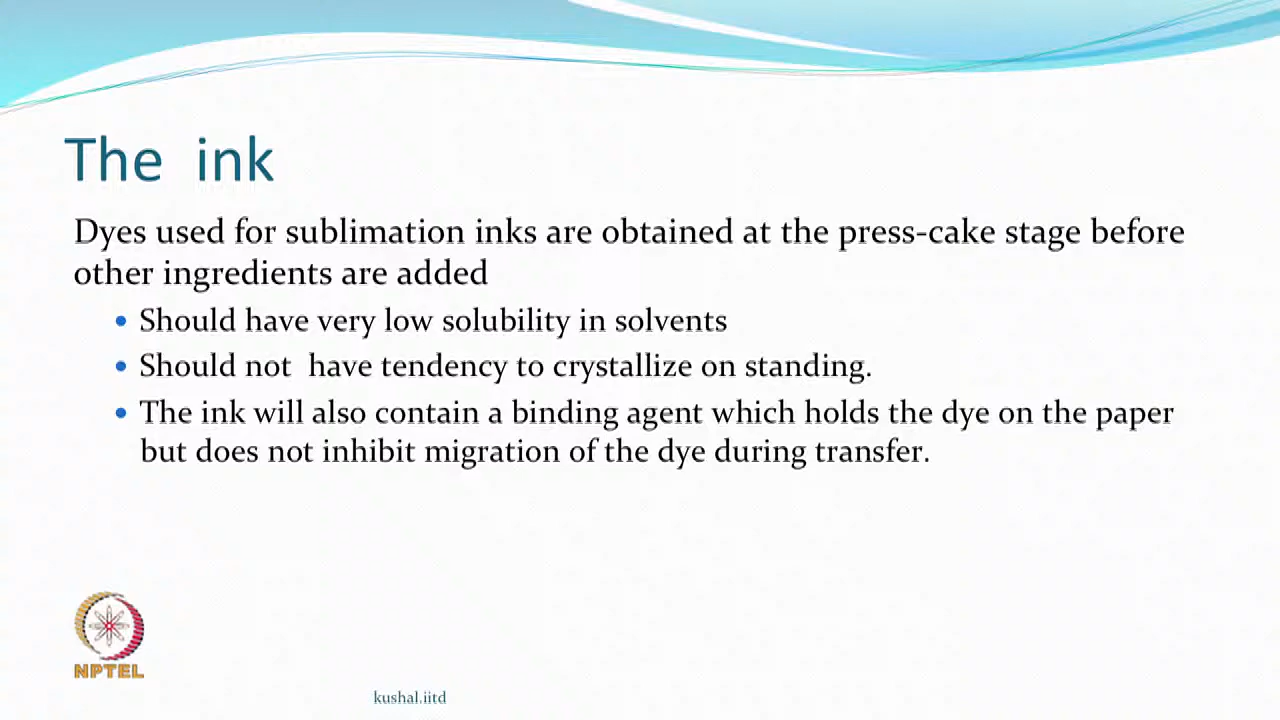 The ink
Dyes used for sublimation inks are obtained at the press-cake stage before
other ingredients are added
• Should have very low solubility in solvents
• Should not have tendency to crystallize on standing.
• The ink will also contain a binding agent which holds the dye on the paper
but does not inhibit migration of the dye during transfer.
NPTEL
kushal.iitd